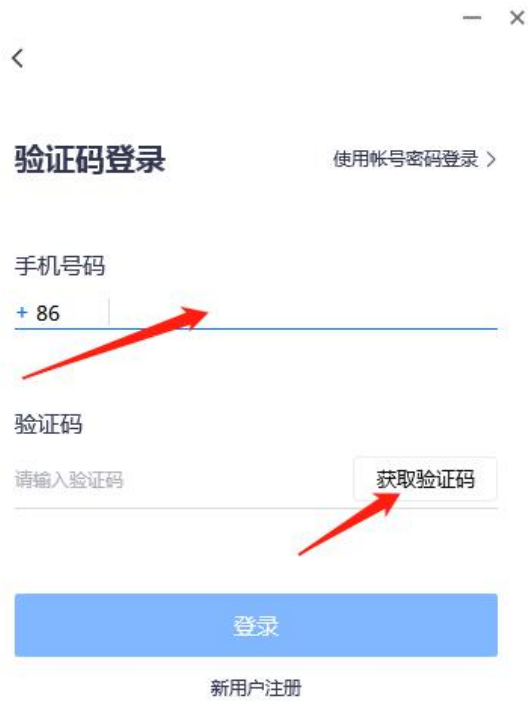 验证码登录
使用帐号密码登录 >
手机号码
+ 86
验证码
请输入验证码
获取验证码
登录
新用户注册